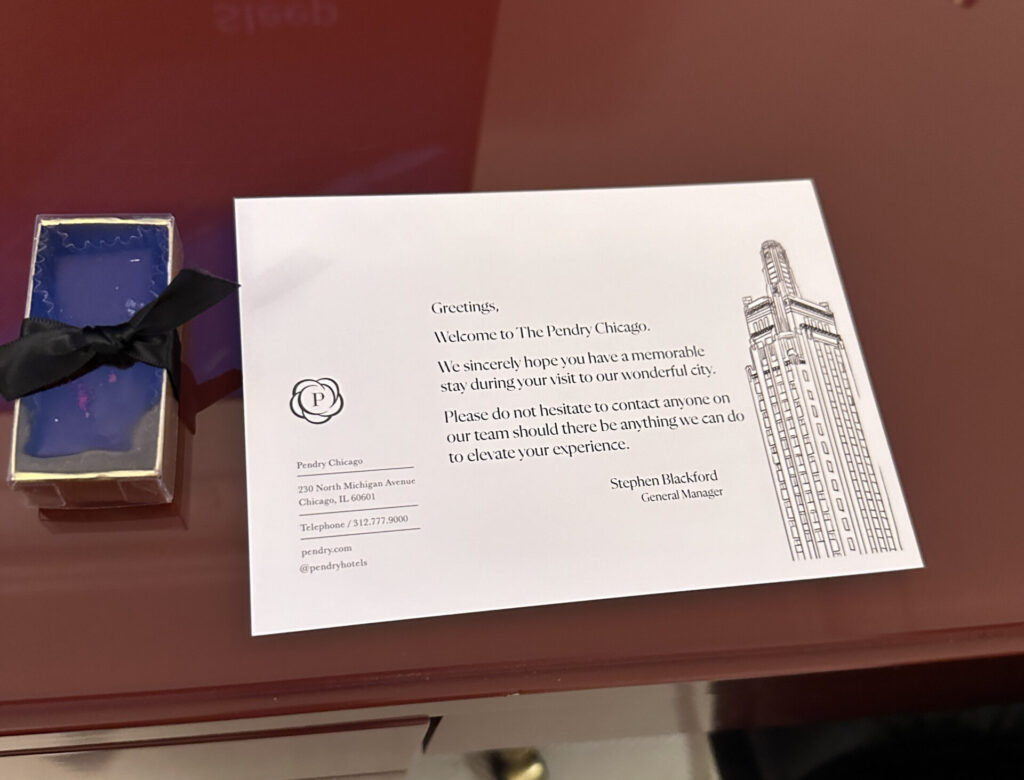 Sleep
Greetings,
Welcome to The Pendry Chicago.
We sincerely hope you have a memorable
stay during your visit to our wonderful city.
Please do not hesitate to contact anyone on
our team should there be anything we can do
to elevate your experience.
Stephen Blackford
General Manager
P
Pendry Chicago
230 North Michigan Avenue
Chicago, IL 60601
Telephone / 312.777.9000
pendry.com
@pendryhotels